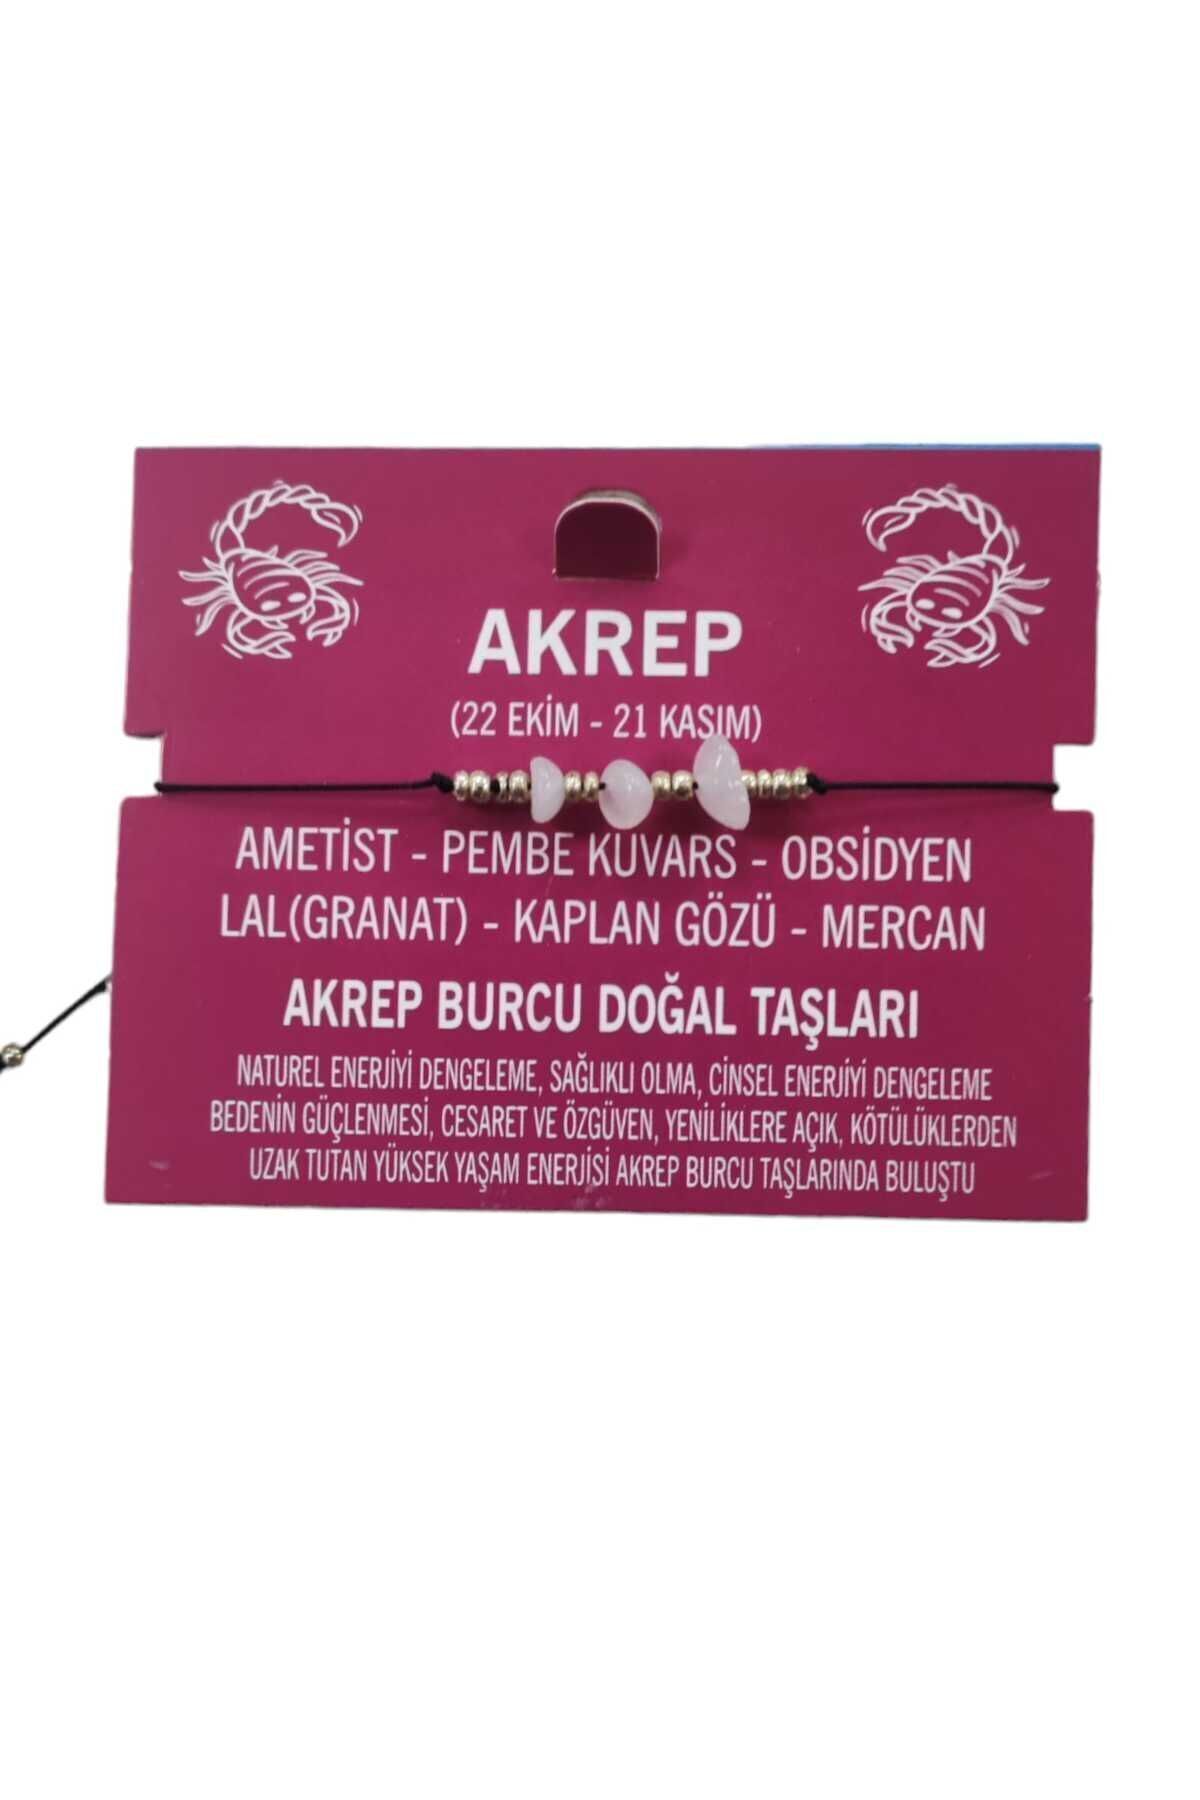 AKREP
(22 EKİM - 21 KASIM)
AMETİST - PEMBE KUVARS - OBSİDYEN
LAL(GRANAT) - KAPLAN GÖZÜ - MERCAN
AKREP BURCU DOĞAL TAŞLARI
NATUREL ENERJİYİ DENGELEME, SAĞLIKLI OLMA, CİNSEL ENERJİYİ DENGELEME
BEDENİN GÜÇLENMESİ, CESARET VE ÖZGÜVEN, YENİLİKLERE AÇIK, KÖTÜLÜKLERDEN
UZAK TUTAN YÜKSEK YAŞAM ENERJİSİ AKREP BURCU TAŞLARINDA BULUŞTU